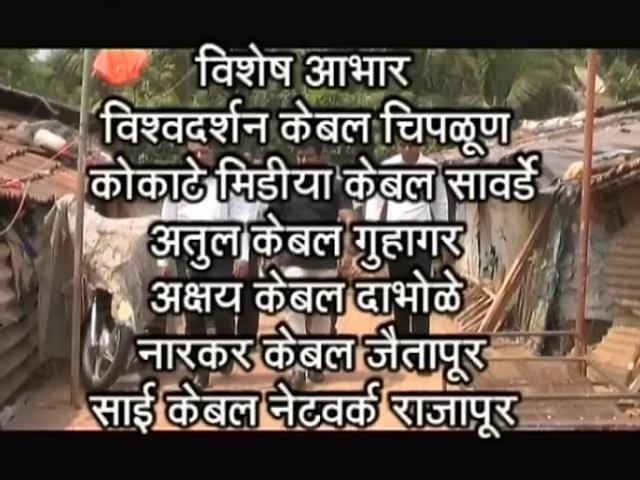 विशेष आभार
विश्वदर्शन केबल चिपळूण
कोकाटे मिडीया केबल सावर्डे
अतुल केबल गुहागर
अक्षय केबल दाभोळे
नारकर केबल जैतापूर
साई केबल नेटवर्क राजापूर